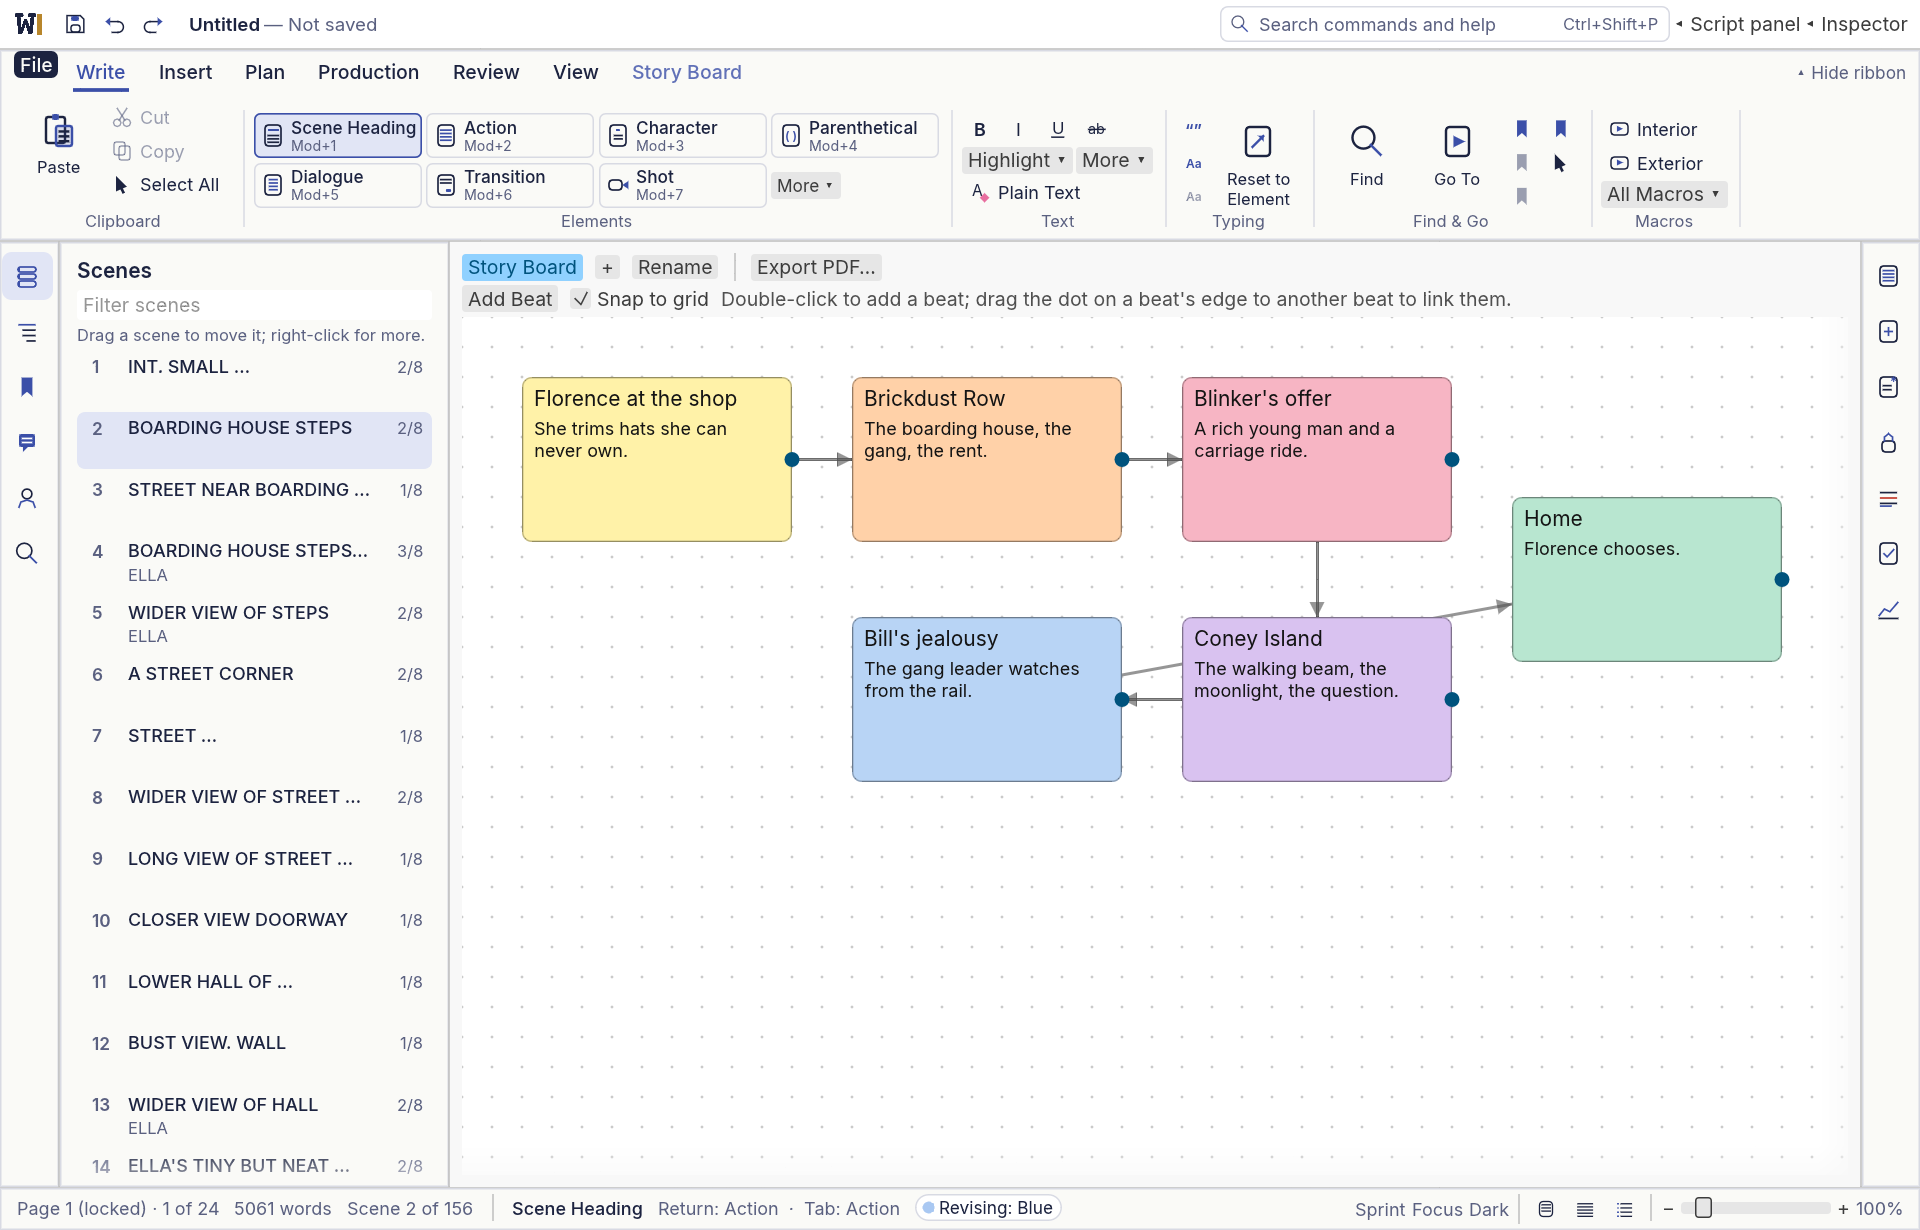 Untitled — Not saved
Search commands and help Ctrl+Shift+P
Script panel
Inspector
File
Write
Insert
Plan
Production
Review
View
Story Board
Hide ribbon
Paste
Cut
Copy
Select All
Clipboard
Scene Heading
Mod+1
Action
Mod+2
Character
Mod+3
Parenthetical
Mod+4
Dialogue
Mod+5
Transition
Mod+6
Shot
Mod+7
More
Elements
B I U ab
Highlight More
Plain Text
Text
“”
Aa
Aa
Reset to
Element
Typing
Find
Go To
Find & Go
Interior
Exterior
All Macros
Macros
Scenes
Filter scenes
Drag a scene to move it; right-click for more.
1 INT. SMALL ... 2/8
2 BOARDING HOUSE STEPS 2/8
3 STREET NEAR BOARDING ... 1/8
4 BOARDING HOUSE STEPS... 3/8
ELLA
5 WIDER VIEW OF STEPS 2/8
ELLA
6 A STREET CORNER 2/8
7 STREET ... 1/8
8 WIDER VIEW OF STREET ... 2/8
9 LONG VIEW OF STREET ... 1/8
10 CLOSER VIEW DOORWAY 1/8
11 LOWER HALL OF ... 1/8
12 BUST VIEW. WALL 1/8
13 WIDER VIEW OF HALL 2/8
ELLA
14 ELLA'S TINY BUT NEAT ... 2/8
Story Board + Rename Export PDF...
Add Beat Snap to grid Double-click to add a beat; drag the dot on a beat's edge to another beat to link them.
Florence at the shop
She trims hats she can
never own.
Brickdust Row
The boarding house, the
gang, the rent.
Blinker's offer
A rich young man and a
carriage ride.
Home
Florence chooses.
Bill's jealousy
The gang leader watches
from the rail.
Coney Island
The walking beam, the
moonlight, the question.
Page 1 (locked) · 1 of 24 5061 words Scene 2 of 156 Scene Heading Return: Action · Tab: Action Revising: Blue Sprint Focus Dark − + 100%